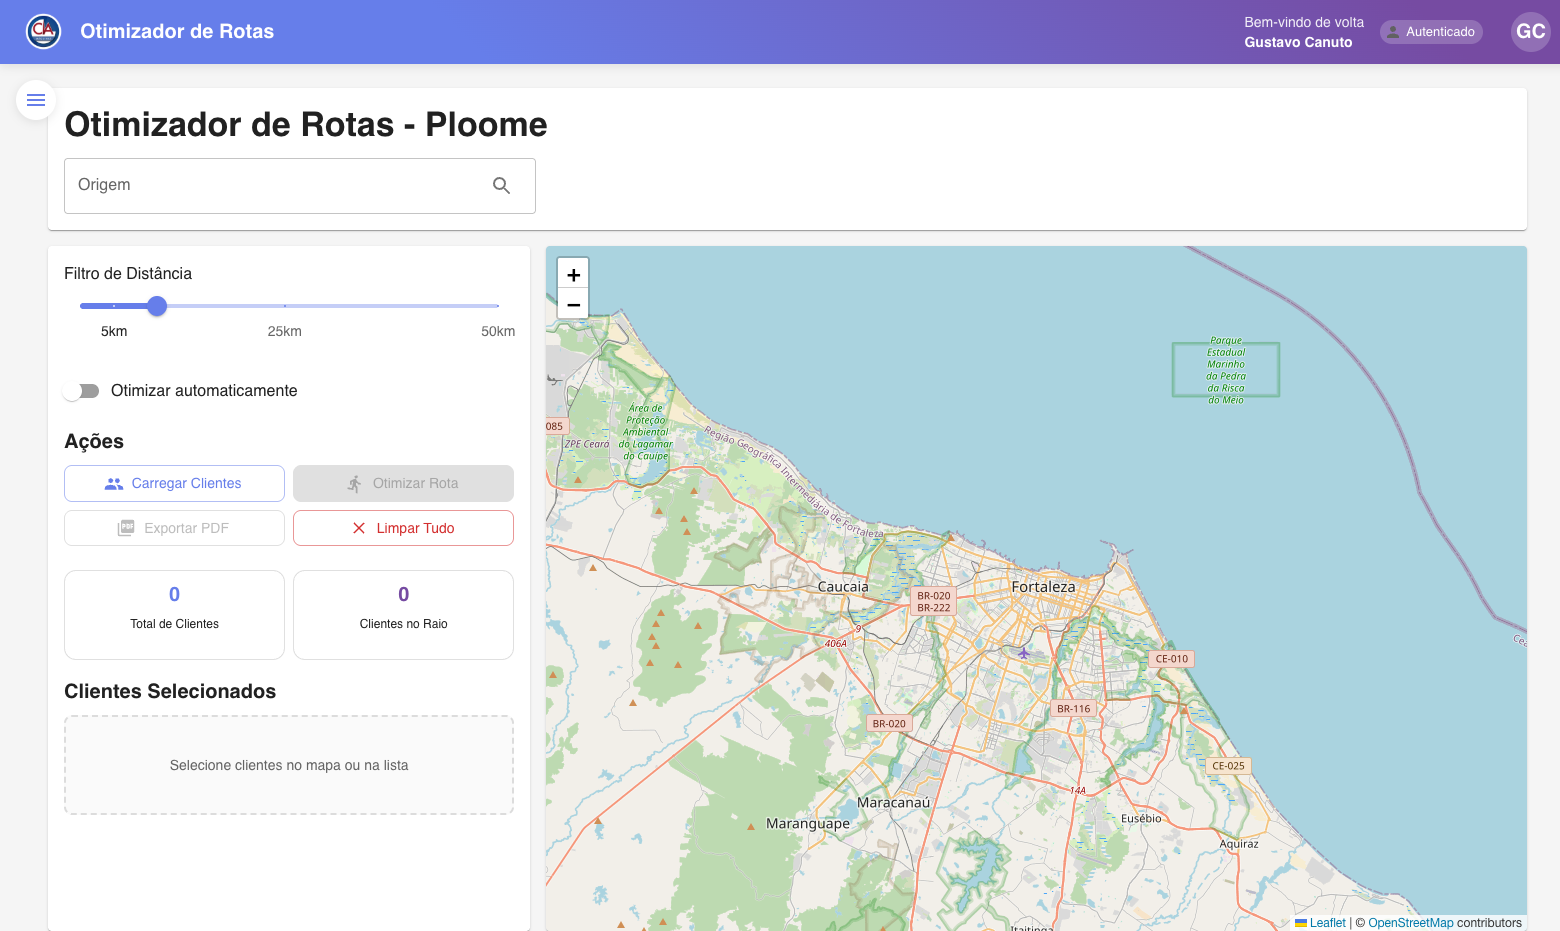 CA
Otimizador de Rotas
Bem-vindo de volta
Gustavo Canuto
Autenticado
GC
Otimizador de Rotas - Ploome
Origem
Filtro de Distância
5km
25km
50km
Otimizar automaticamente
Ações
Carregar Clientes
Otimizar Rota
PDF
Exportar PDF
Limpar Tudo
0
Total de Clientes
0
Clientes no Raio
Clientes Selecionados
Selecione clientes no mapa ou na lista
+
−
Parque
Estadual
Marinho
da Pedra
da Risca
do Meio
Área de
Proteção
Ambiental
do Lagamar
do Cauípe
085
ZPE Ceará
Região Geográfica Intermediária de Fortaleza
Caucaia
Fortaleza
BR-020
BR-222
9
406A
CE-010
BR-116
BR-020
CE-025
14A
Maracanaú
Maranguape
Eusébio
Aquiraz
Itaitinga
Leaflet | © OpenStreetMap contributors